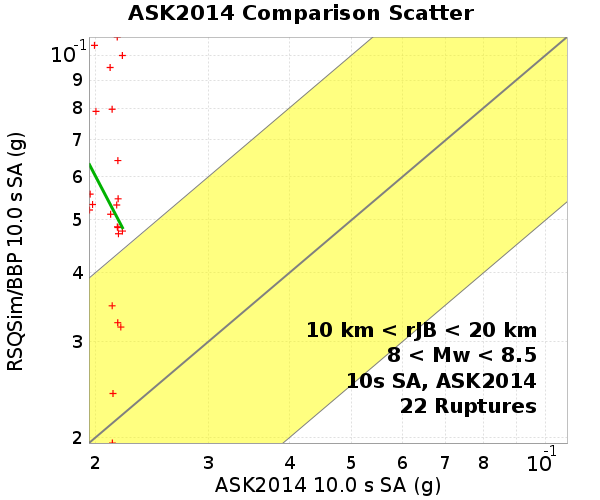 ASK2014 Comparison Scatter
RSQSim/BBP 10.0 s SA (g)
10⁻¹
9
8
7
6
5
4
3
2
10 km < rJB < 20 km
8 < Mw < 8.5
10s SA, ASK2014
22 Ruptures
2 3 4 5 6 7 8 10⁻¹
ASK2014 10.0 s SA (g)